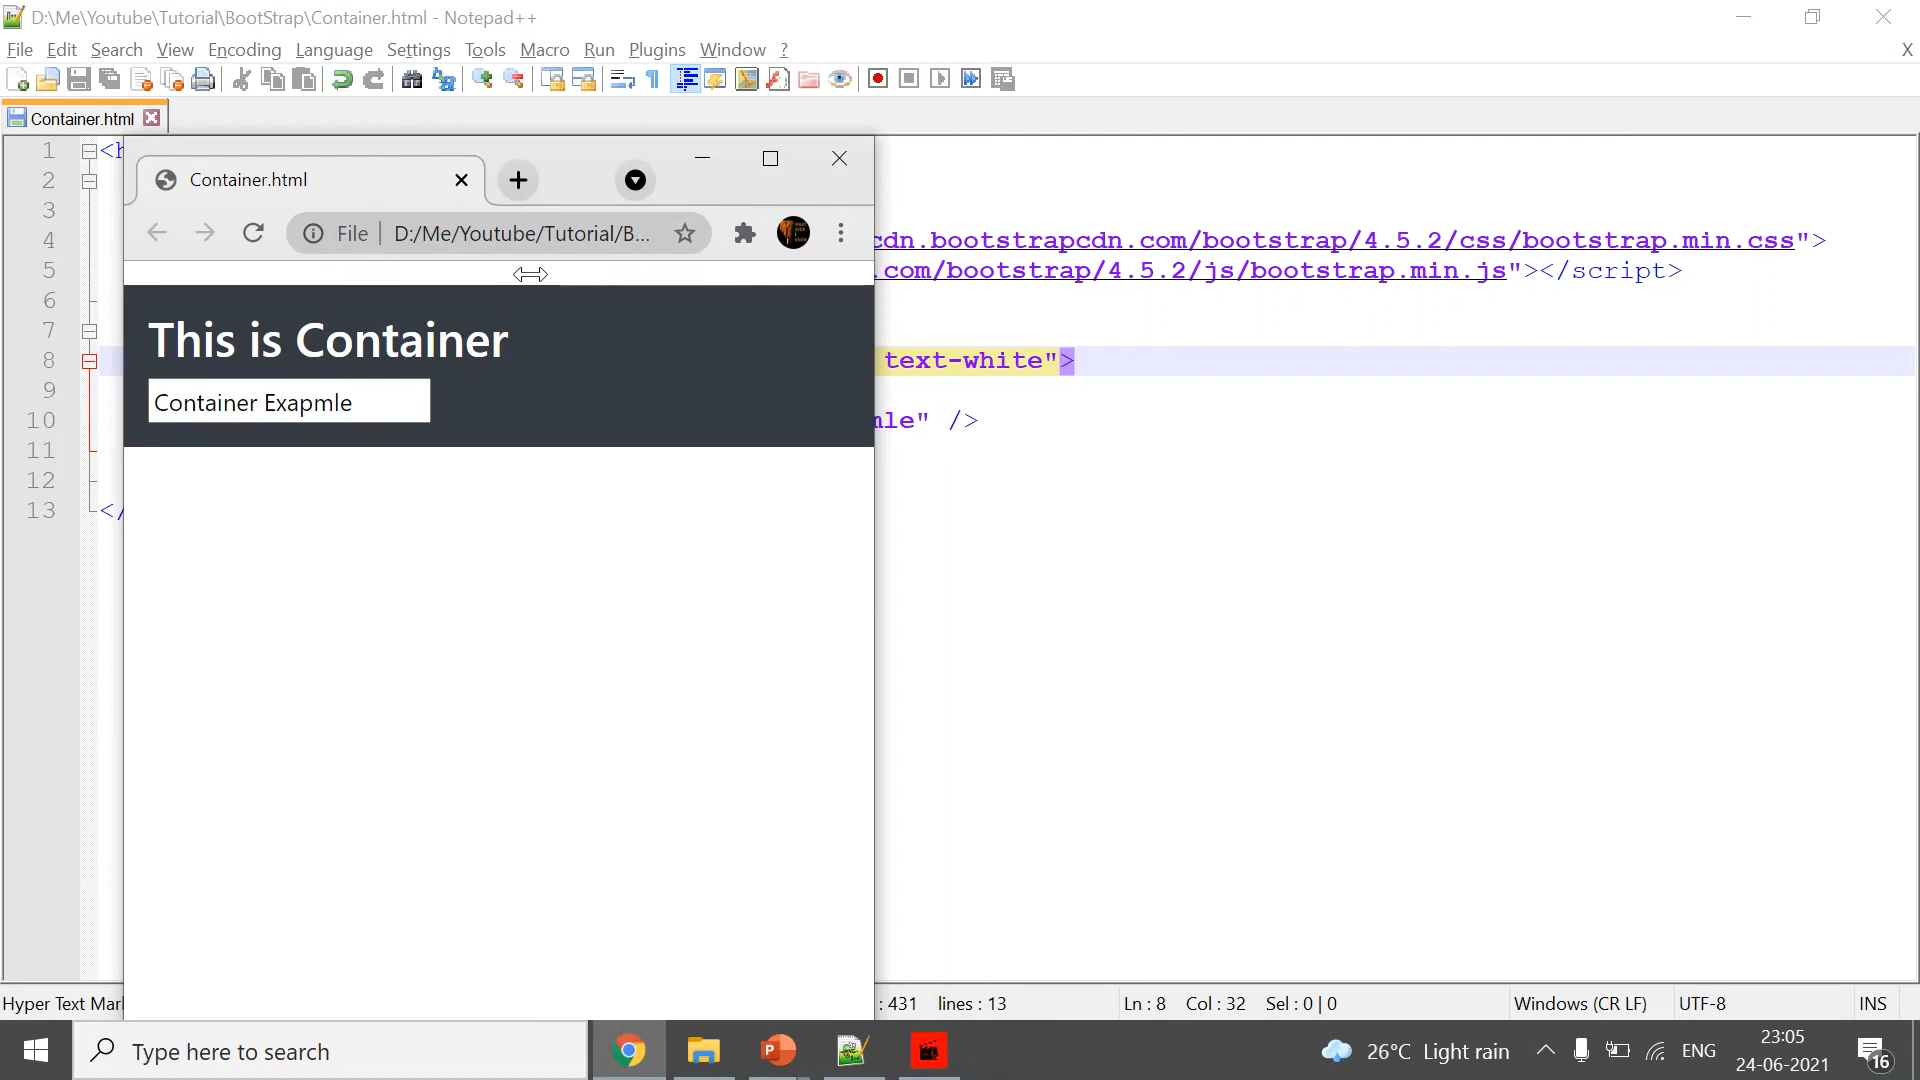 D:\Me\Youtube\Tutorial\BootStrap\Container.html - Notepad++
File Edit Search View Encoding Language Settings Tools Macro Run Plugins Window ? X
Container.html
1 <h
2
3
4 cdn.bootstrapcdn.com/bootstrap/4.5.2/css/bootstrap.min.css">
5 .com/bootstrap/4.5.2/js/bootstrap.min.js"></script>
6
7
8 text-white">
9
10 mle" />
11
12
13 </
Container.html
File D:/Me/Youtube/Tutorial/B...
This is Container
Container Exapmle
Hyper Text Mar : 431 lines : 13 Ln : 8 Col : 32 Sel : 0 | 0 Windows (CR LF) UTF-8 INS
Type here to search
26°C Light rain
ENG
23:05
24-06-2021
16